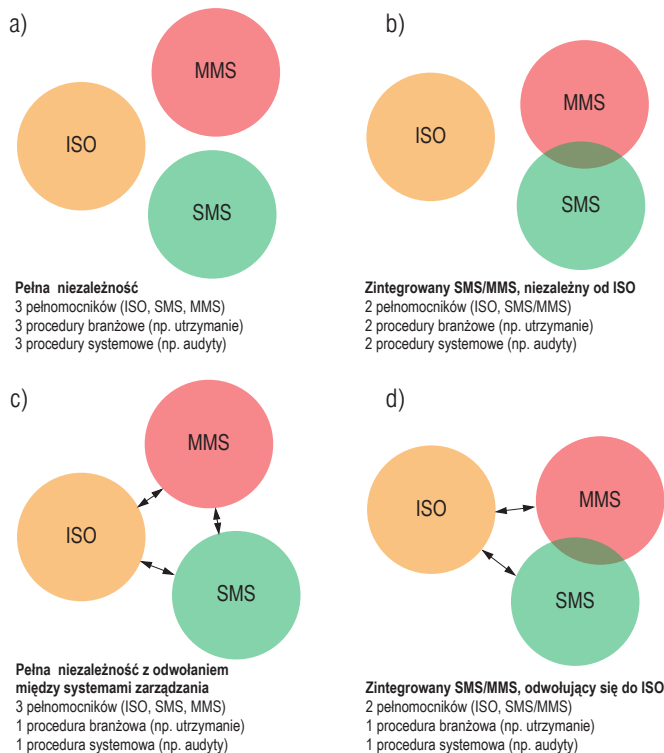 a)
MMS
ISO
SMS
Pełna niezależność
3 pełnomocników (ISO, SMS, MMS)
3 procedury branżowe (np. utrzymanie)
3 procedury systemowe (np. audyty)
b)
MMS
ISO
SMS
Zintegrowany SMS/MMS, niezależny od ISO
2 pełnomocników (ISO, SMS/MMS)
2 procedury branżowe (np. utrzymanie)
2 procedury systemowe (np. audyty)
c)
MMS
ISO
SMS
Pełna niezależność z odwołaniem
między systemami zarządzania
3 pełnomocników (ISO, SMS, MMS)
1 procedura branżowa (np. utrzymanie)
1 procedura systemowa (np. audyty)
d)
ISO
MMS
SMS
Zintegrowany SMS/MMS, odwołujący się do ISO
2 pełnomocników (ISO, SMS/MMS)
1 procedura branżowa (np. utrzymanie)
1 procedura systemowa (np. audyty)